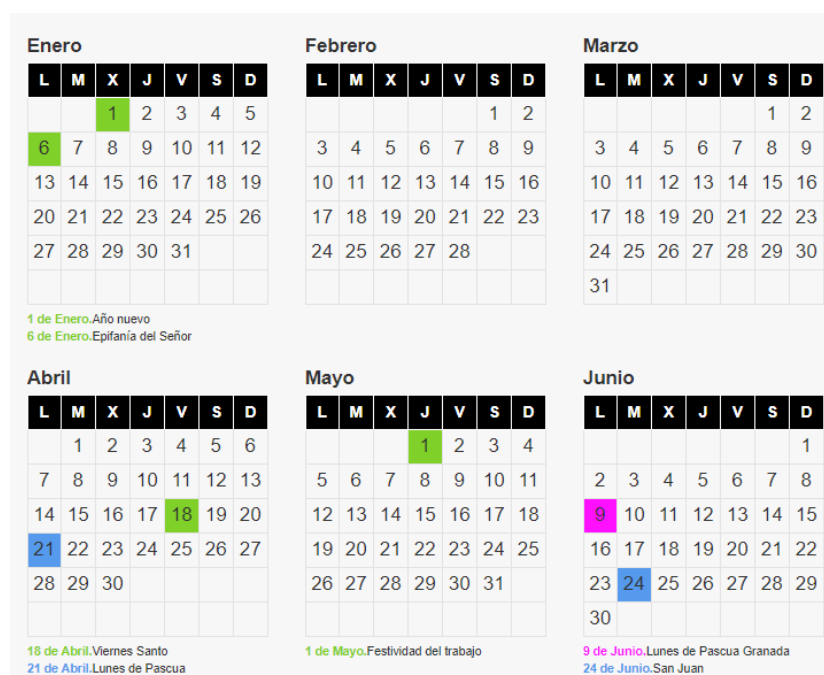 Enero
L M X J V S D
1 2 3 4 5
6 7 8 9 10 11 12
13 14 15 16 17 18 19
20 21 22 23 24 25 26
27 28 29 30 31
1 de Enero.Año nuevo
6 de Enero.Epifanía del Señor
Febrero
L M X J V S D
1 2
3 4 5 6 7 8 9
10 11 12 13 14 15 16
17 18 19 20 21 22 23
24 25 26 27 28
Marzo
L M X J V S D
1 2
3 4 5 6 7 8 9
10 11 12 13 14 15 16
17 18 19 20 21 22 23
24 25 26 27 28 29 30
31
Abril
L M X J V S D
1 2 3 4 5 6
7 8 9 10 11 12 13
14 15 16 17 18 19 20
21 22 23 24 25 26 27
28 29 30
18 de Abril.Viernes Santo
21 de Abril.Lunes de Pascua
Mayo
L M X J V S D
1 2 3 4
5 6 7 8 9 10 11
12 13 14 15 16 17 18
19 20 21 22 23 24 25
26 27 28 29 30 31
1 de Mayo.Festividad del trabajo
Junio
L M X J V S D
1
2 3 4 5 6 7 8
9 10 11 12 13 14 15
16 17 18 19 20 21 22
23 24 25 26 27 28 29
30
9 de Junio.Lunes de Pascua Granada
24 de Junio.San Juan